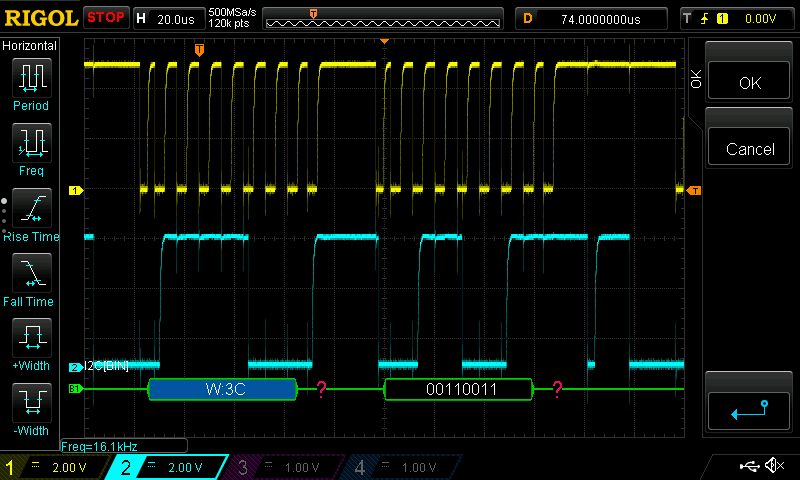 RIGOL STOP H 20.0us 500MSa/s 120k pts T D 74.0000000us T 1 0.00V
Horizontal
Period
Freq
Rise Time
Fall Time
+Width
-Width
T
1
T
2 I2C[BIN]
B1 W:3C ? 00110011 ?
Freq=16.1kHz
OK
OK
Cancel
1 2.00 V 2 2.00 V 3 1.00 V 4 1.00 V